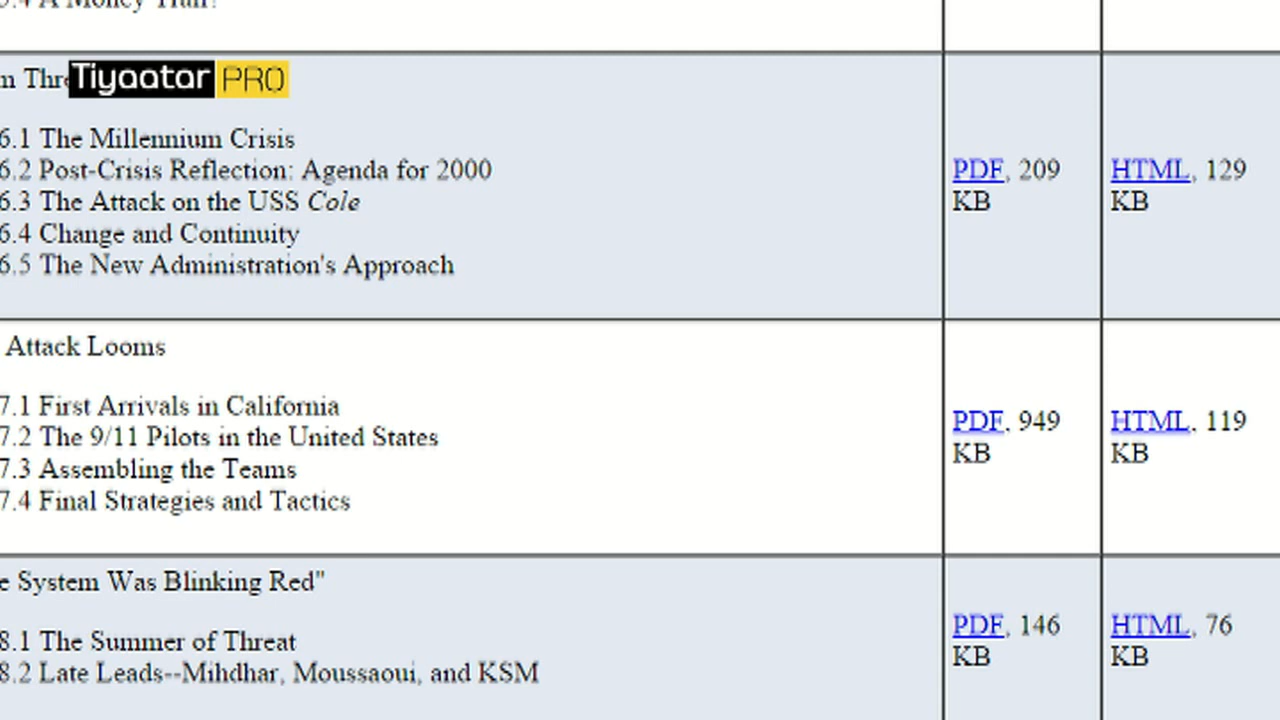 5.4 A Money Trail?
m Thre
Tiyaatar PRO
6.1 The Millennium Crisis
6.2 Post-Crisis Reflection: Agenda for 2000
6.3 The Attack on the USS Cole
6.4 Change and Continuity
6.5 The New Administration's Approach
PDF, 209
KB
HTML, 129
KB
Attack Looms
7.1 First Arrivals in California
7.2 The 9/11 Pilots in the United States
7.3 Assembling the Teams
7.4 Final Strategies and Tactics
PDF, 949
KB
HTML, 119
KB
e System Was Blinking Red"
8.1 The Summer of Threat
8.2 Late Leads--Mihdhar, Moussaoui, and KSM
PDF, 146
KB
HTML, 76
KB